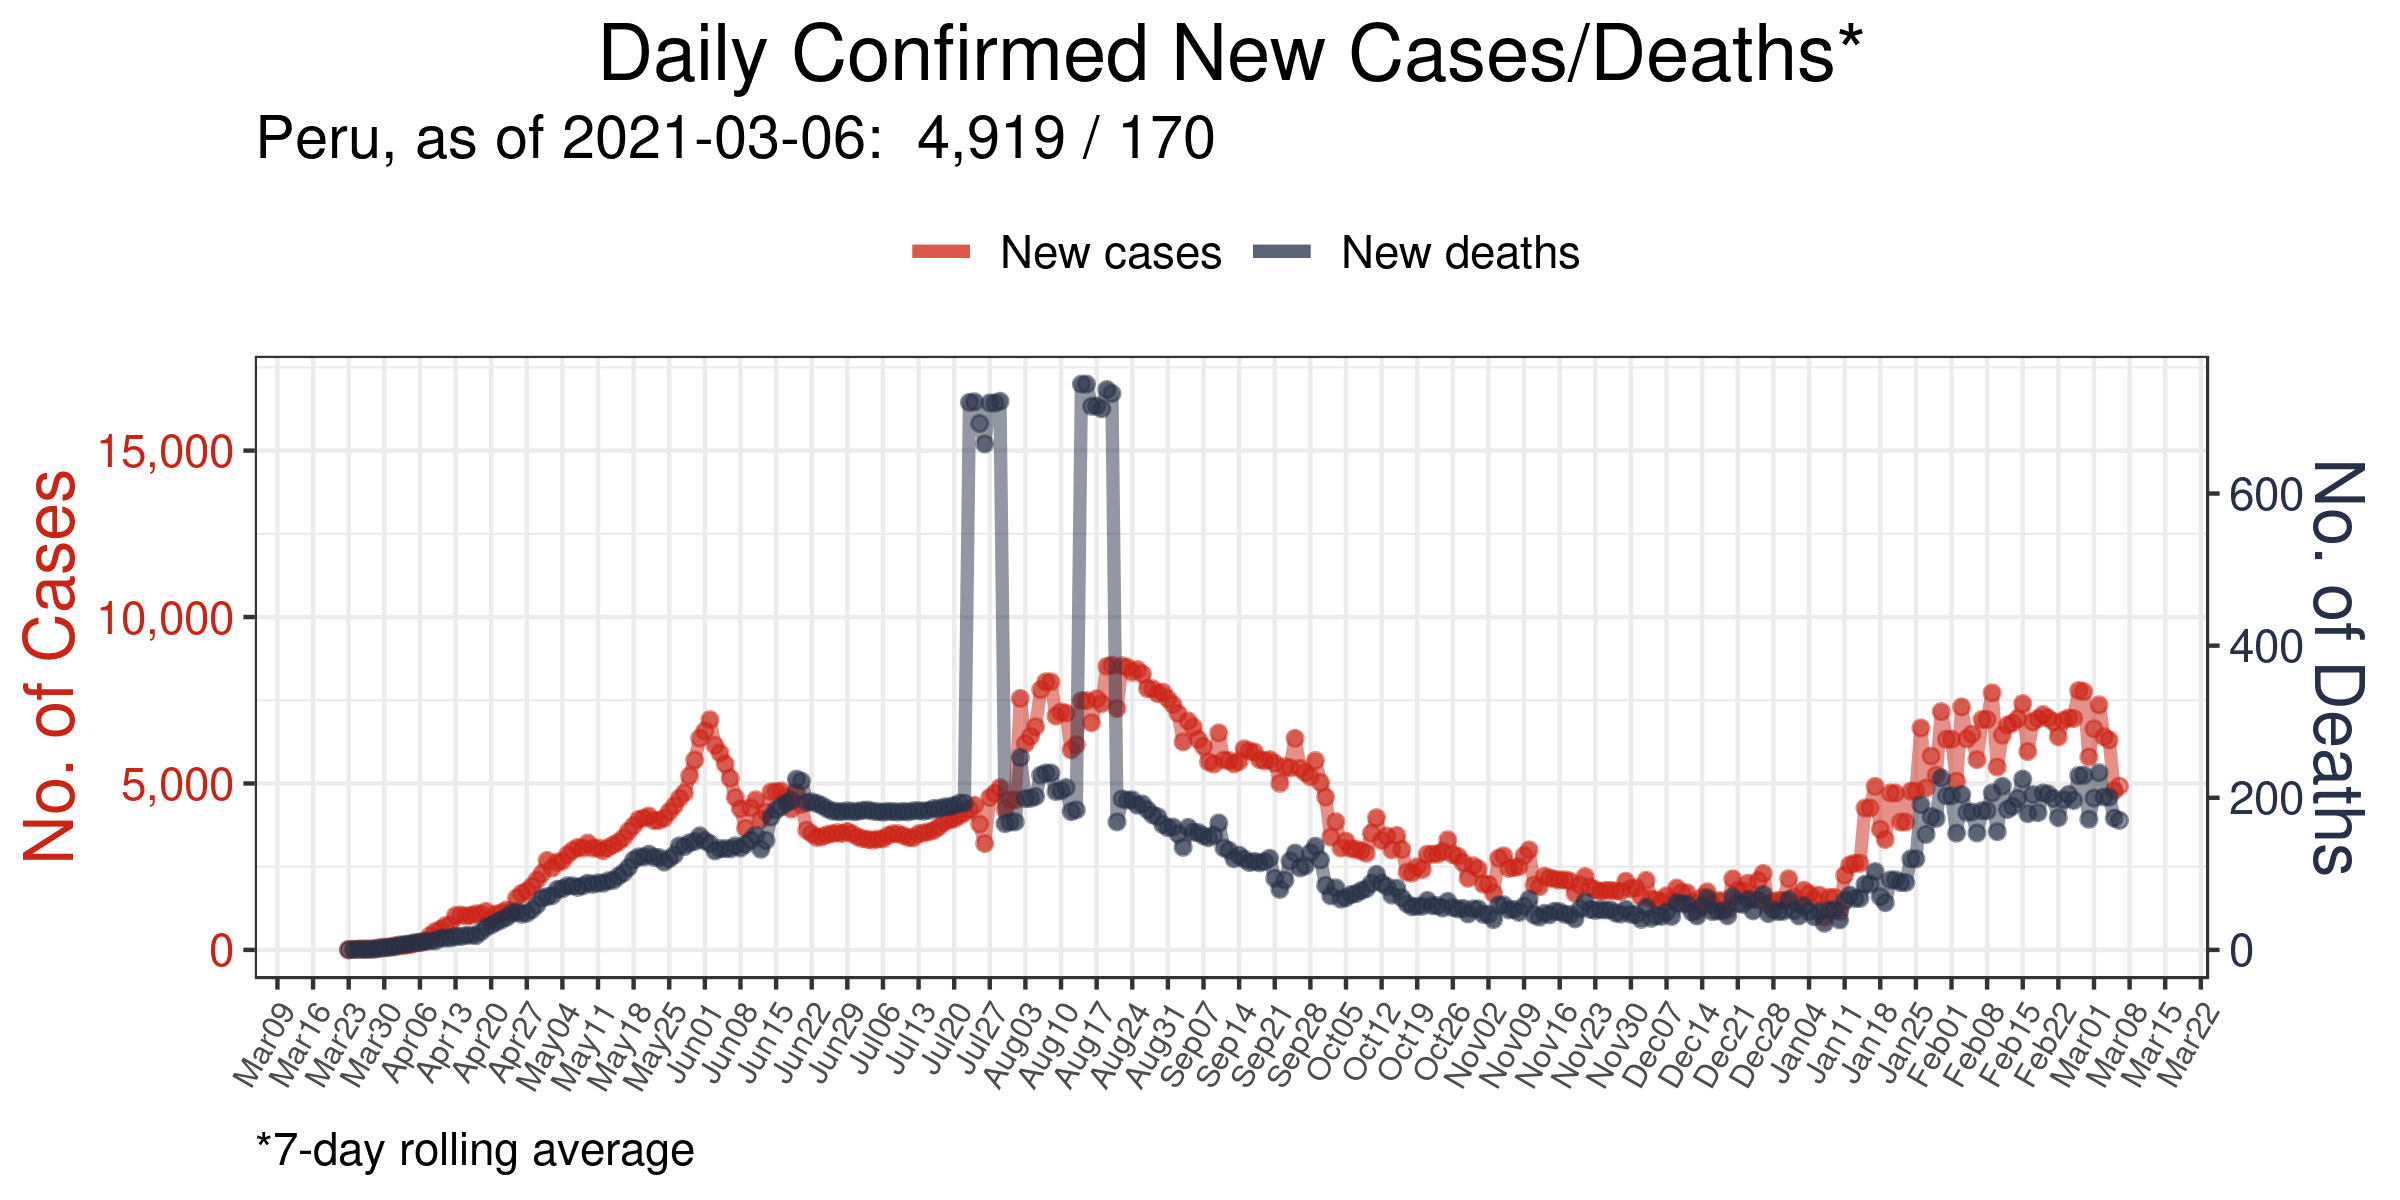 Daily Confirmed New Cases/Deaths*
Peru, as of 2021-03-06:  4,919 / 170
New cases
New deaths
No. of Cases
15,000
10,000
5,000
0
600
400
200
0
No. of Deaths
Mar09
Mar16
Mar23
Mar30
Apr06
Apr13
Apr20
Apr27
May04
May11
May18
May25
Jun01
Jun08
Jun15
Jun22
Jun29
Jul06
Jul13
Jul20
Jul27
Aug03
Aug10
Aug17
Aug24
Aug31
Sep07
Sep14
Sep21
Sep28
Oct05
Oct12
Oct19
Oct26
Nov02
Nov09
Nov16
Nov23
Nov30
Dec07
Dec14
Dec21
Dec28
Jan04
Jan11
Jan18
Jan25
Feb01
Feb08
Feb15
Feb22
Mar01
Mar08
Mar15
Mar22
*7-day rolling average